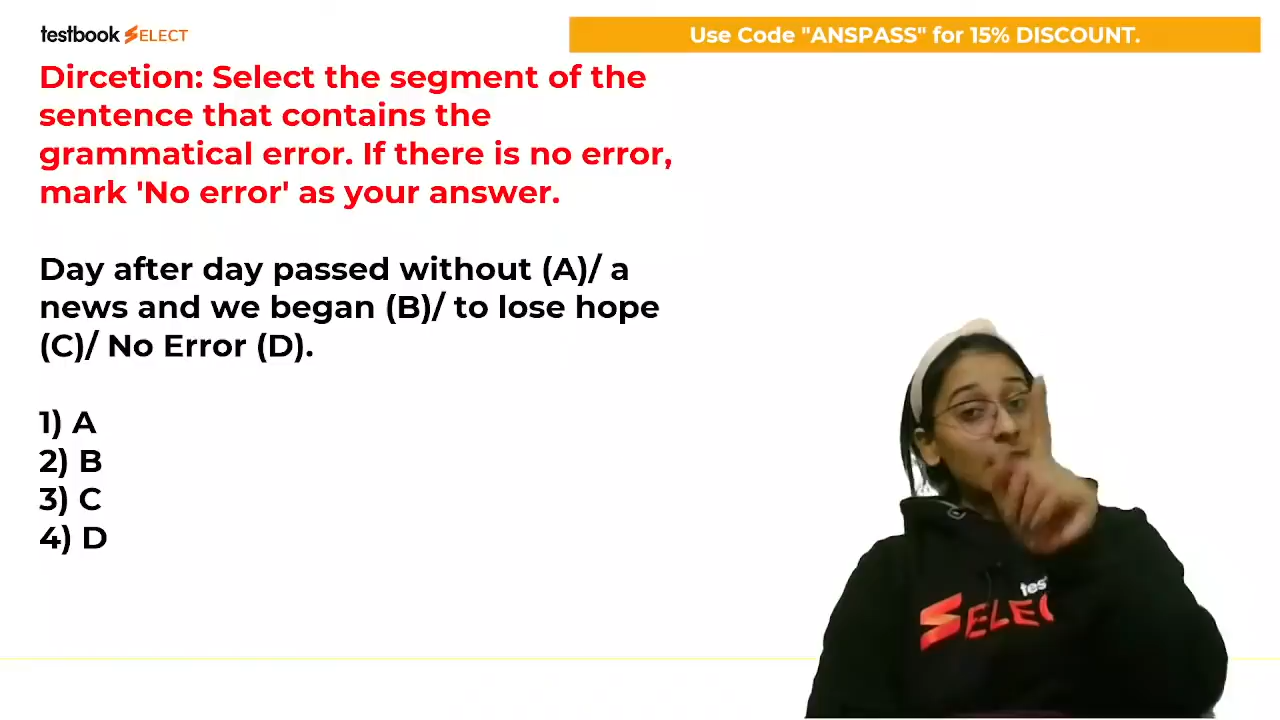 testbook SELECT
Use Code "ANSPASS" for 15% DISCOUNT.
Dircetion: Select the segment of the
sentence that contains the
grammatical error. If there is no error,
mark 'No error' as your answer.
Day after day passed without (A)/ a
news and we began (B)/ to lose hope
(C)/ No Error (D).
1) A
2) B
3) C
4) D
tes
SELEC